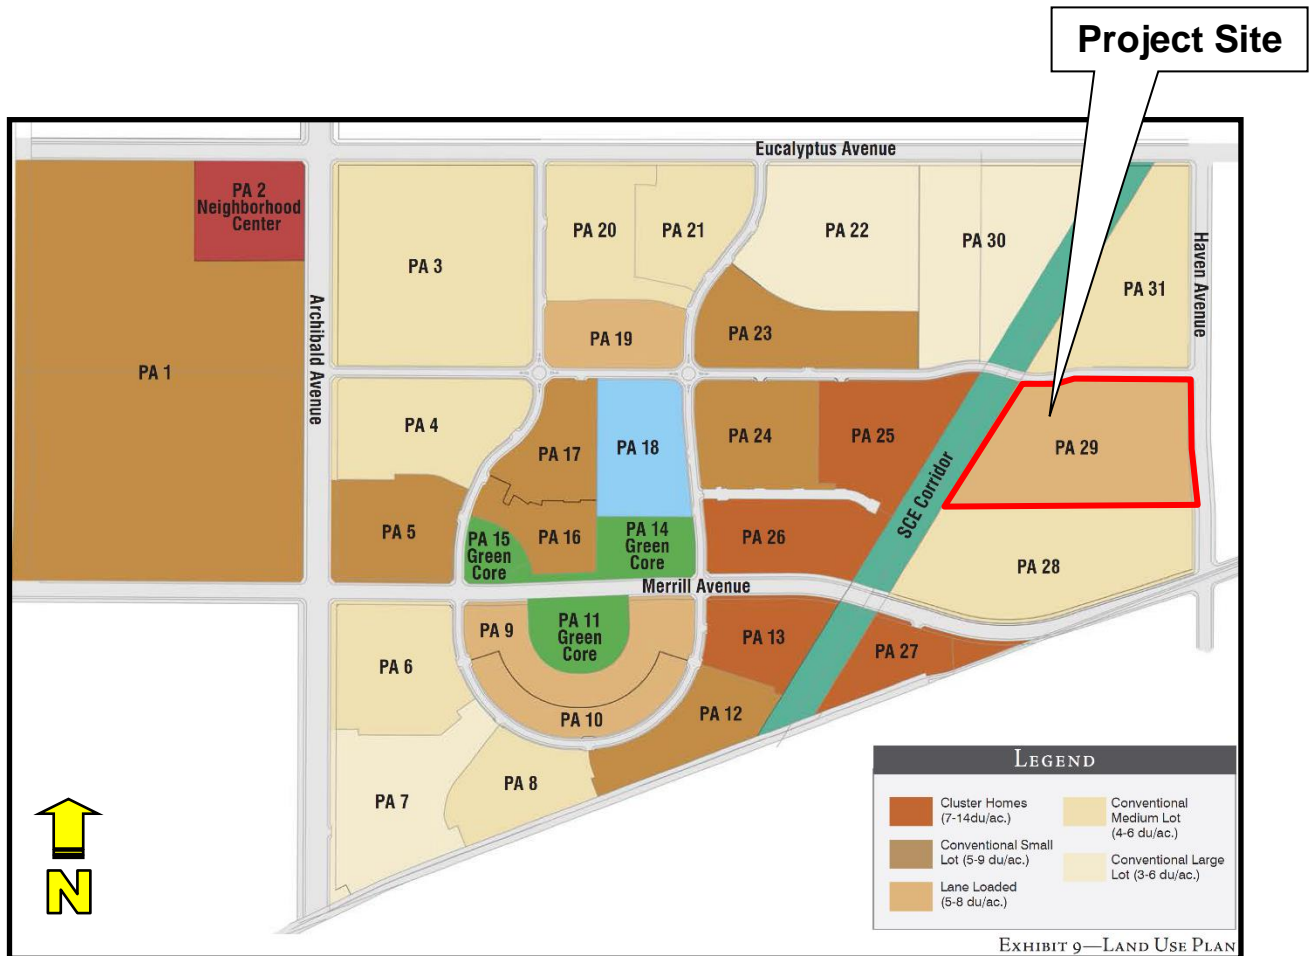 Project Site
Eucalyptus Avenue
PA 2
Neighborhood
Center
PA 20
PA 21
PA 22
PA 30
Haven Avenue
PA 3
PA 31
Archibald Avenue
PA 19
PA 23
PA 1
PA 4
PA 17
PA 18
PA 24
PA 25
PA 29
SCE Corridor
PA 5
PA 15
Green
Core
PA 16
PA 14
Green
Core
PA 26
PA 28
Merrill Avenue
PA 9
PA 11
Green
Core
PA 13
PA 27
PA 6
PA 10
PA 12
PA 7
PA 8
N
LEGEND
Cluster Homes
(7-14du/ac.)
Conventional Small
Lot (5-9 du/ac.)
Lane Loaded
(5-8 du/ac.)
Conventional
Medium Lot
(4-6 du/ac.)
Conventional Large
Lot (3-6 du/ac.)
EXHIBIT 9—LAND USE PLAN